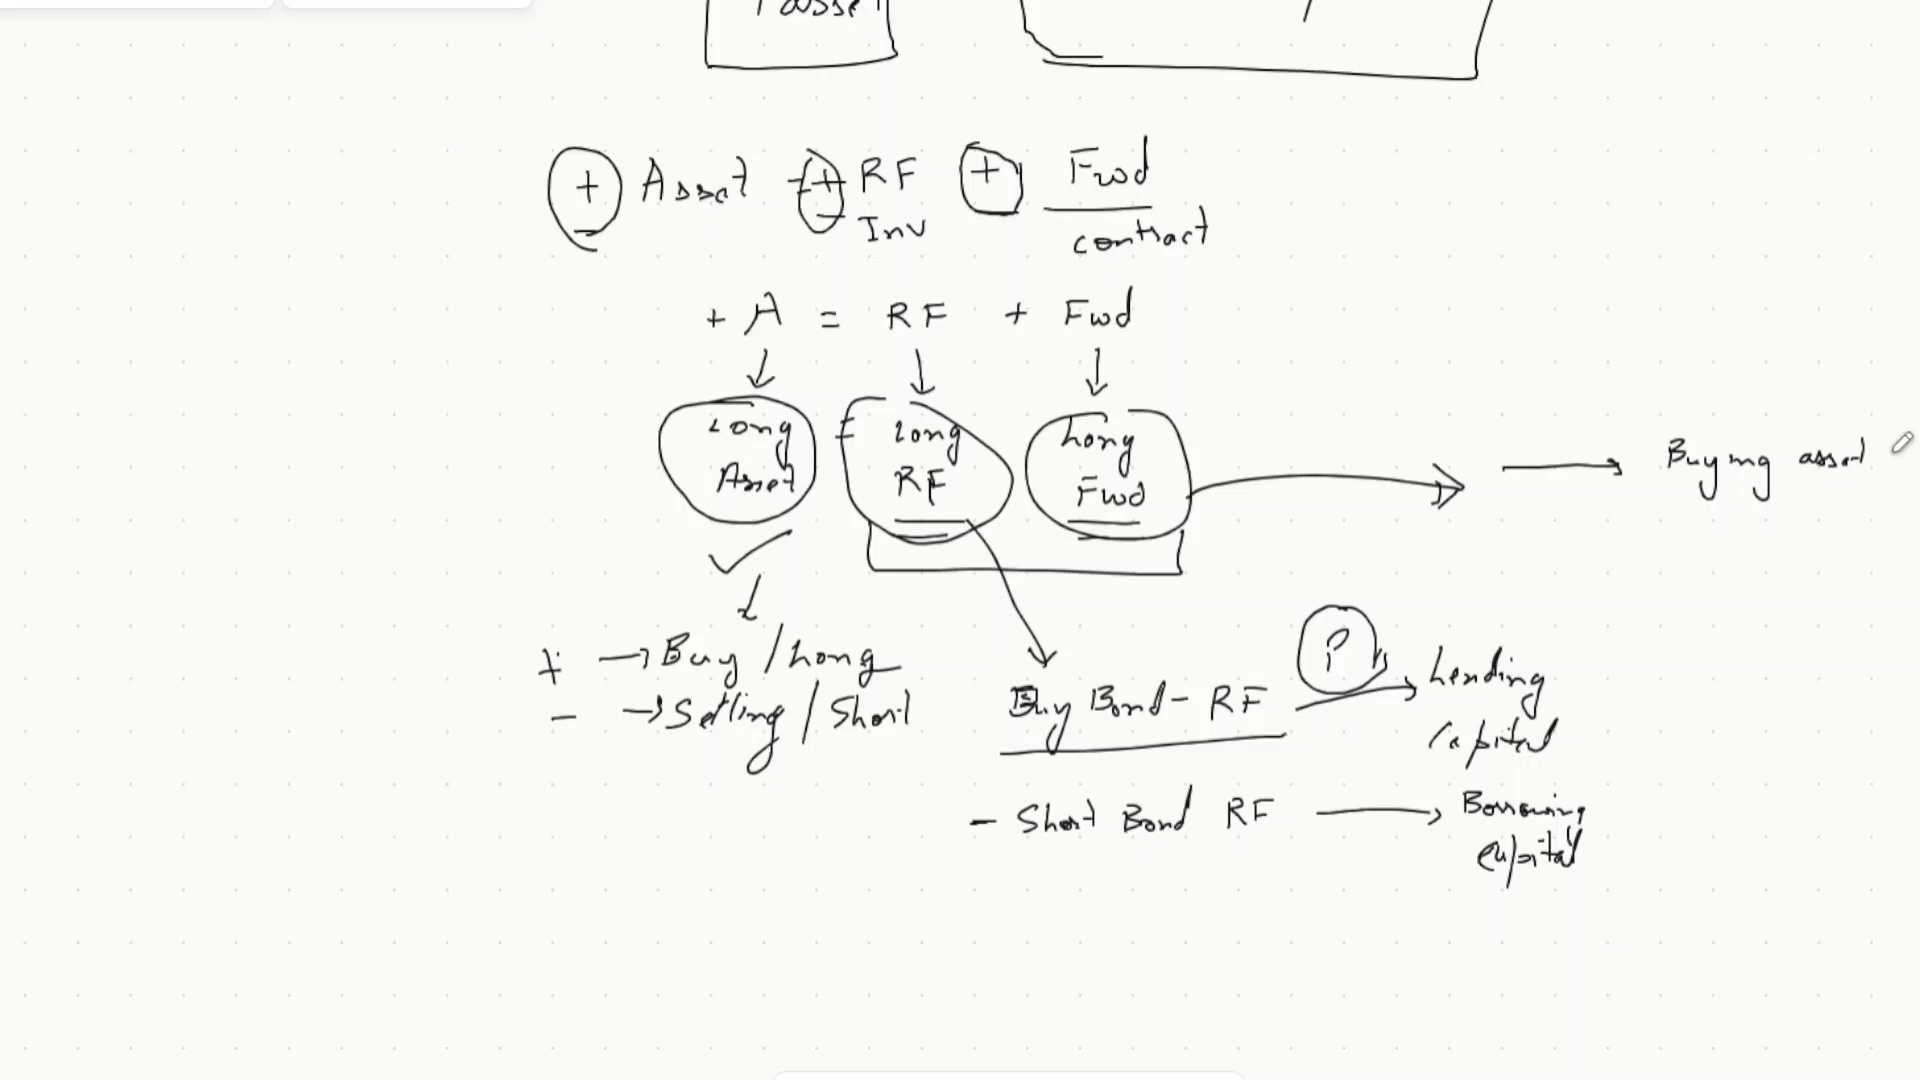 + Asset + RF Inv + Fwd contract
+ A = RF + Fwd
Long Asset = Long RF Long Fwd
Buying asset
+ → Buy / Long
- → Selling / Short
Buy Bond - RF P → Lending Capital
- Short Bond RF → Borrowing capital